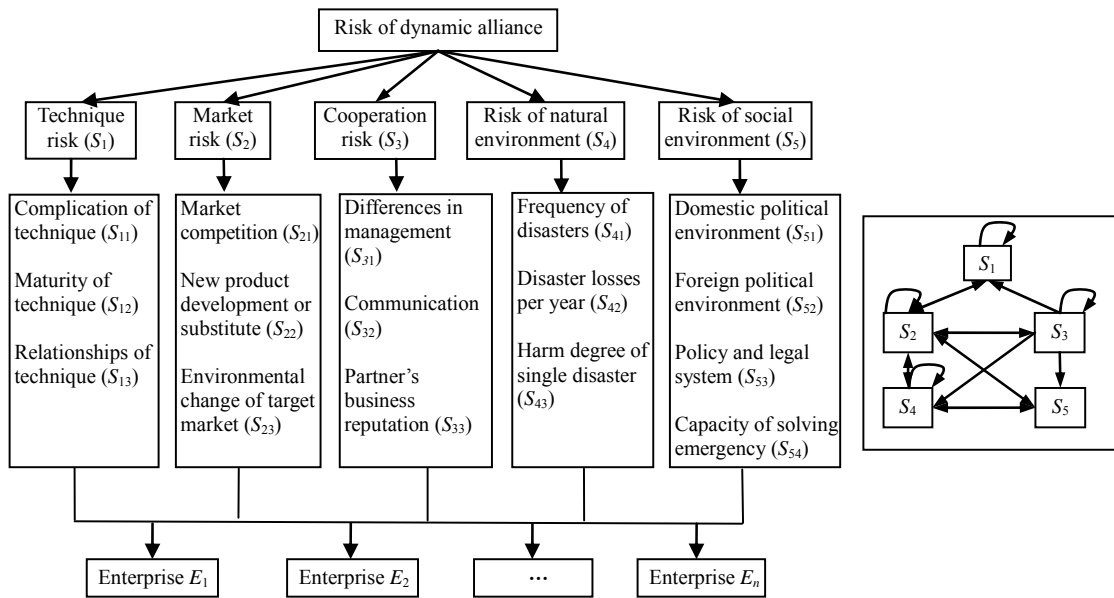 Risk of dynamic alliance
Technique
risk (S1)
Market
risk (S2)
Cooperation
risk (S3)
Risk of natural
environment (S4)
Risk of social
environment (S5)
Complication of
technique (S11)
Maturity of
technique (S12)
Relationships of
technique (S13)
Market
competition (S21)
New product
development or
substitute (S22)
Environmental
change of target
market (S23)
Differences in
management
(S31)
Communication
(S32)
Partner's
business
reputation (S33)
Frequency of
disasters (S41)
Disaster losses
per year (S42)
Harm degree of
single disaster
(S43)
Domestic political
environment (S51)
Foreign political
environment (S52)
Policy and legal
system (S53)
Capacity of solving
emergency (S54)
S1
S2
S3
S4
S5
Enterprise E1
Enterprise E2
...
Enterprise En